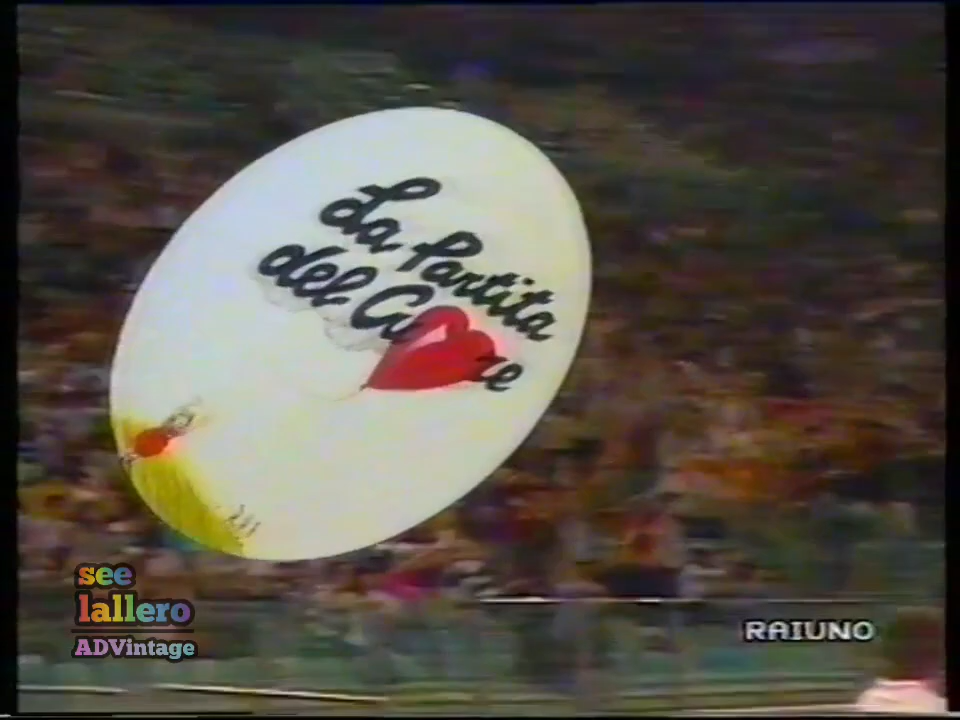 La Partita
del Cuore
see
lallero
ADVintage
RAIUNO